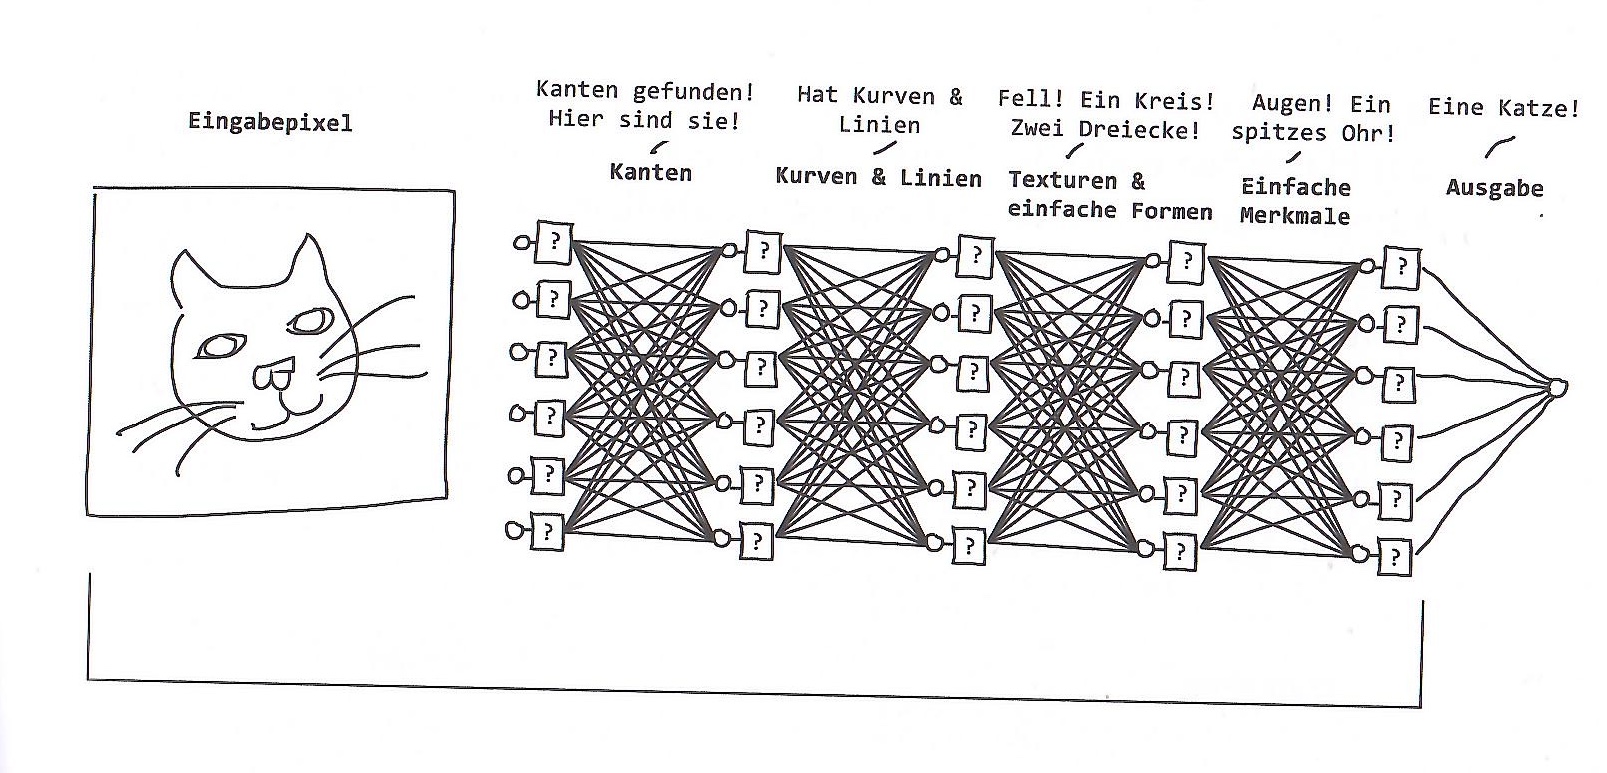 Eingabepixel
Kanten gefunden!
Hier sind sie!
Kanten
Hat Kurven &
Linien
Kurven & Linien
Fell! Ein Kreis!
Zwei Dreiecke!
Texturen &
einfache Formen
Augen! Ein
spitzes Ohr!
Einfache
Merkmale
Eine Katze!
Ausgabe
? ? ? ? ?
? ? ? ? ?
? ? ? ? ?
? ? ? ? ?
? ? ? ? ?
? ? ? ? ?